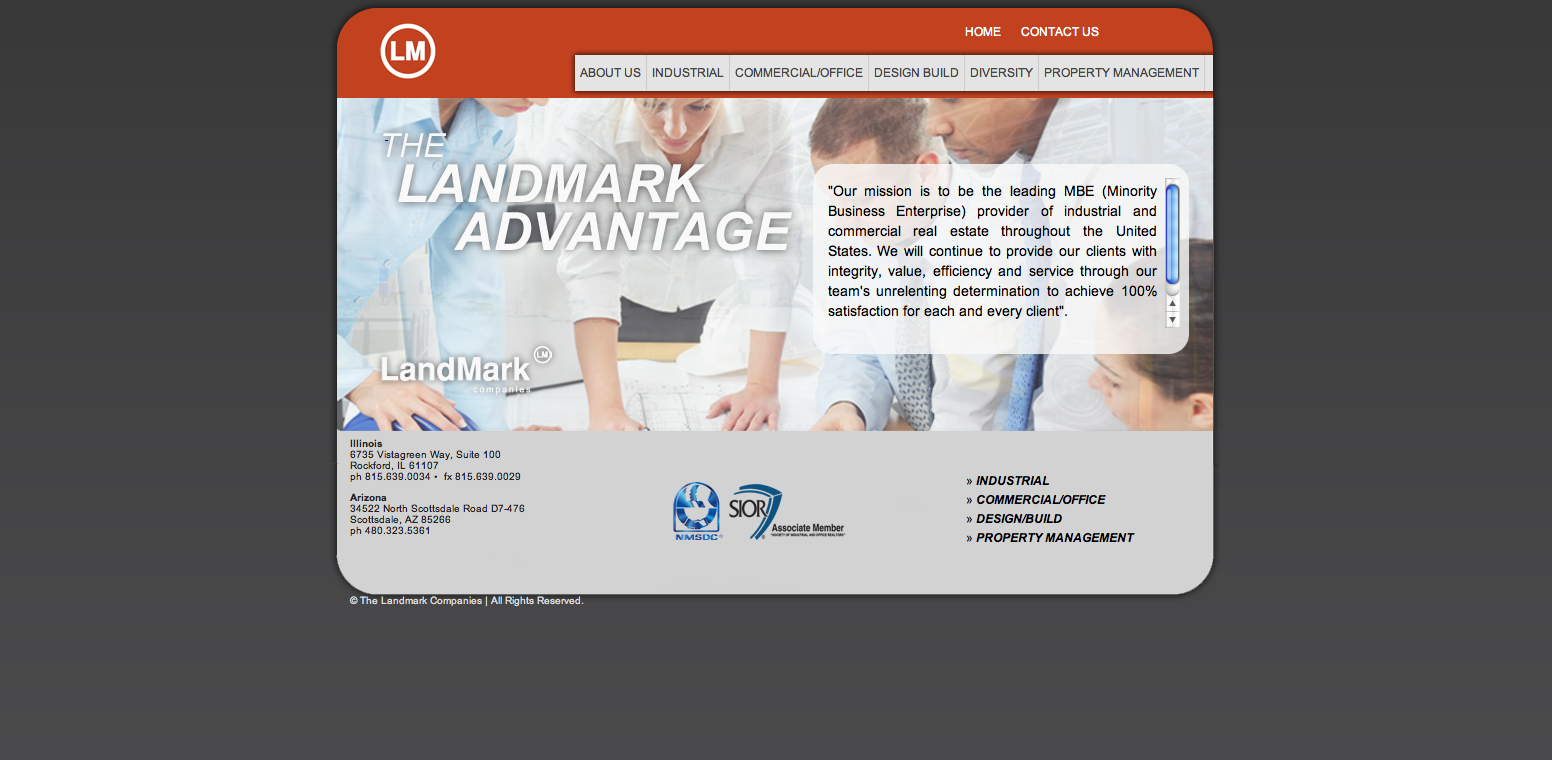 LM
HOME CONTACT US
ABOUT US INDUSTRIAL COMMERCIAL/OFFICE DESIGN BUILD DIVERSITY PROPERTY MANAGEMENT
THE
LANDMARK
ADVANTAGE
"Our mission is to be the leading MBE (Minority
Business Enterprise) provider of industrial and
commercial real estate throughout the United
States. We will continue to provide our clients with
integrity, value, efficiency and service through our
team's unrelenting determination to achieve 100%
satisfaction for each and every client".
LandMark LM
companies
Illinois
6735 Vistagreen Way, Suite 100
Rockford, IL 61107
ph 815.639.0034 • fx 815.639.0029
Arizona
34522 North Scottsdale Road D7-476
Scottsdale, AZ 85266
ph 480.323.5361
NMSDC®
SIOR®
Associate Member
"SOCIETY OF INDUSTRIAL AND OFFICE REALTORS"
» INDUSTRIAL
» COMMERCIAL/OFFICE
» DESIGN/BUILD
» PROPERTY MANAGEMENT
© The Landmark Companies | All Rights Reserved.